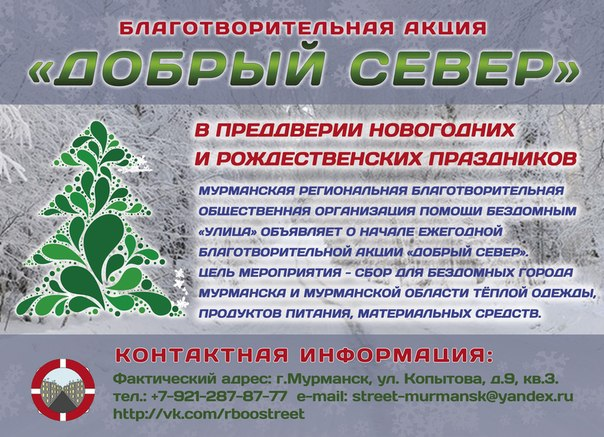 БЛАГОТВОРИТЕЛЬНАЯ АКЦИЯ
«ДОБРЫЙ СЕВЕР»
В ПРЕДДВЕРИИ НОВОГОДНИХ
И РОЖДЕСТВЕНСКИХ ПРАЗДНИКОВ
МУРМАНСКАЯ РЕГИОНАЛЬНАЯ БЛАГОТВОРИТЕЛЬНАЯ
ОБЩЕСТВЕННАЯ ОРГАНИЗАЦИЯ ПОМОЩИ БЕЗДОМНЫМ
«УЛИЦА» ОБЪЯВЛЯЕТ О НАЧАЛЕ ЕЖЕГОДНОЙ
БЛАГОТВОРИТЕЛЬНОЙ АКЦИИ «ДОБРЫЙ СЕВЕР».
ЦЕЛЬ МЕРОПРИЯТИЯ - СБОР ДЛЯ БЕЗДОМНЫХ ГОРОДА
МУРМАНСКА И МУРМАНСКОЙ ОБЛАСТИ ТЁПЛОЙ ОДЕЖДЫ,
ПРОДУКТОВ ПИТАНИЯ, МАТЕРИАЛЬНЫХ СРЕДСТВ.
КОНТАКТНАЯ ИНФОРМАЦИЯ:
Фактический адрес: г.Мурманск, ул. Копытова, д.9, кв.3.
тел.: +7-921-287-87-77 e-mail: street-murmansk@yandex.ru
http://vk.com/rboostreet